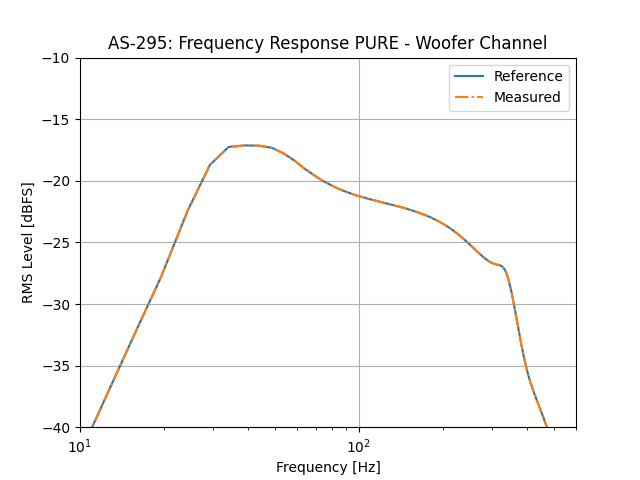 AS-295: Frequency Response PURE - Woofer Channel
−10
−15
−20
−25
−30
−35
−40
RMS Level [dBFS]
Reference
Measured
10¹
10²
Frequency [Hz]